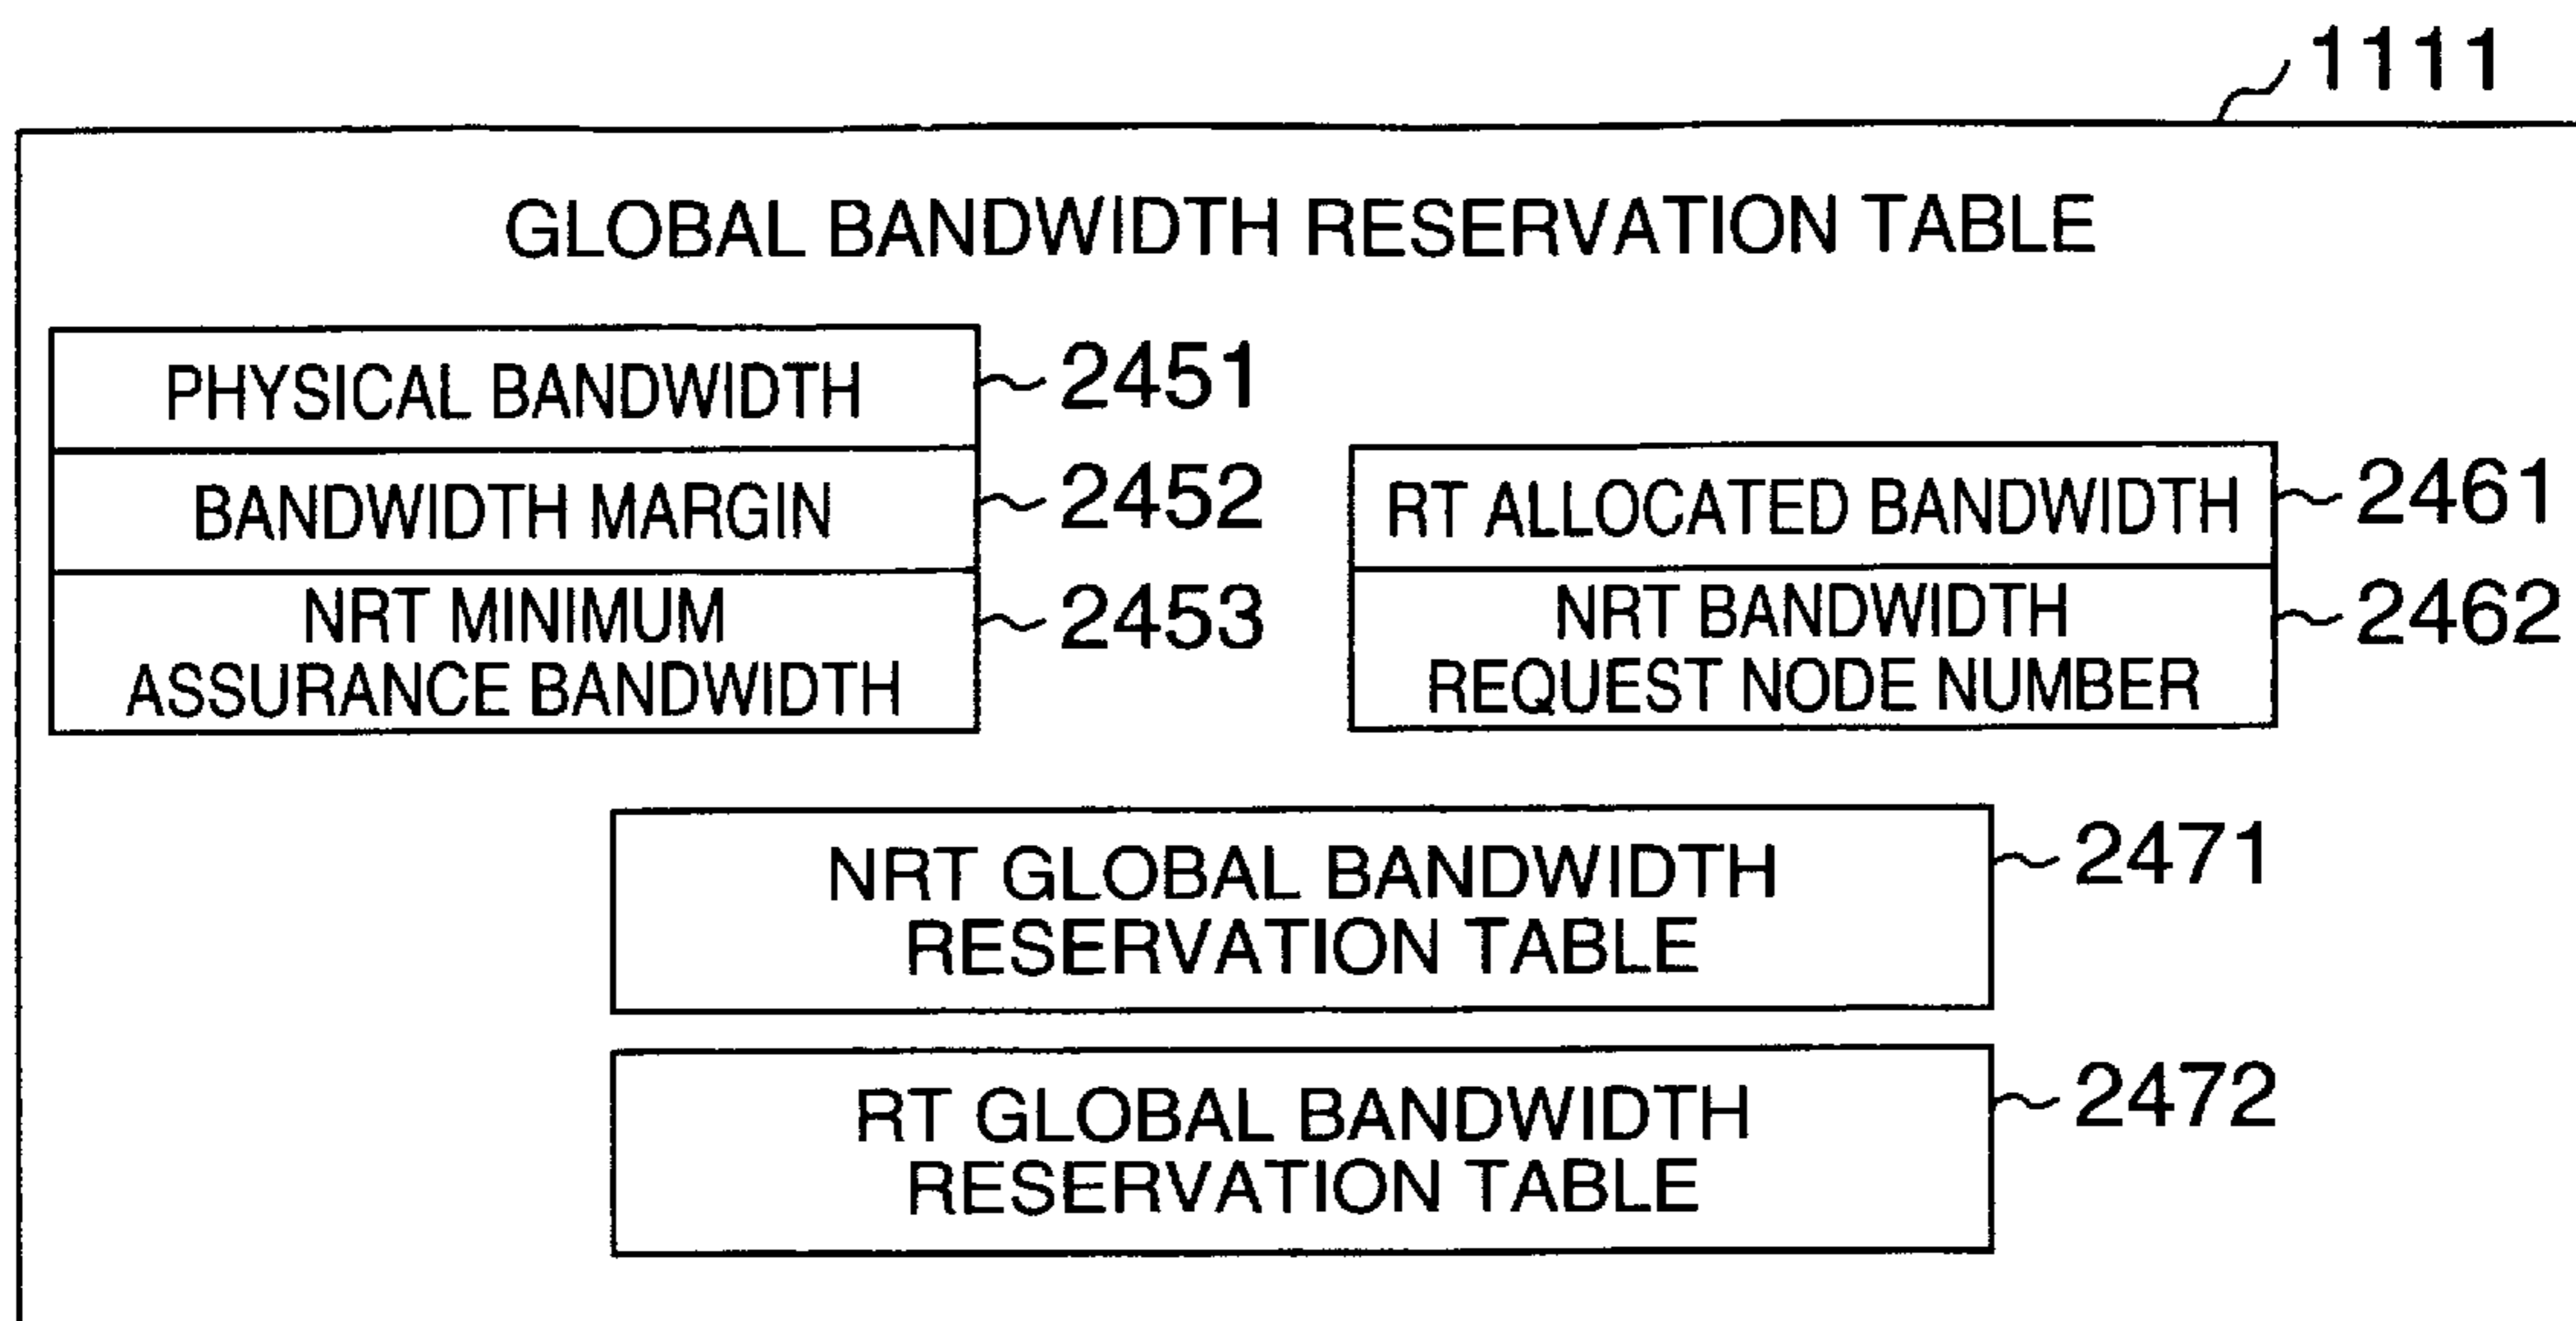 1111
GLOBAL BANDWIDTH RESERVATION TABLE
PHYSICAL BANDWIDTH
2451
BANDWIDTH MARGIN
2452
NRT MINIMUM
ASSURANCE BANDWIDTH
2453
RT ALLOCATED BANDWIDTH
2461
NRT BANDWIDTH
REQUEST NODE NUMBER
2462
NRT GLOBAL BANDWIDTH
RESERVATION TABLE
2471
RT GLOBAL BANDWIDTH
RESERVATION TABLE
2472